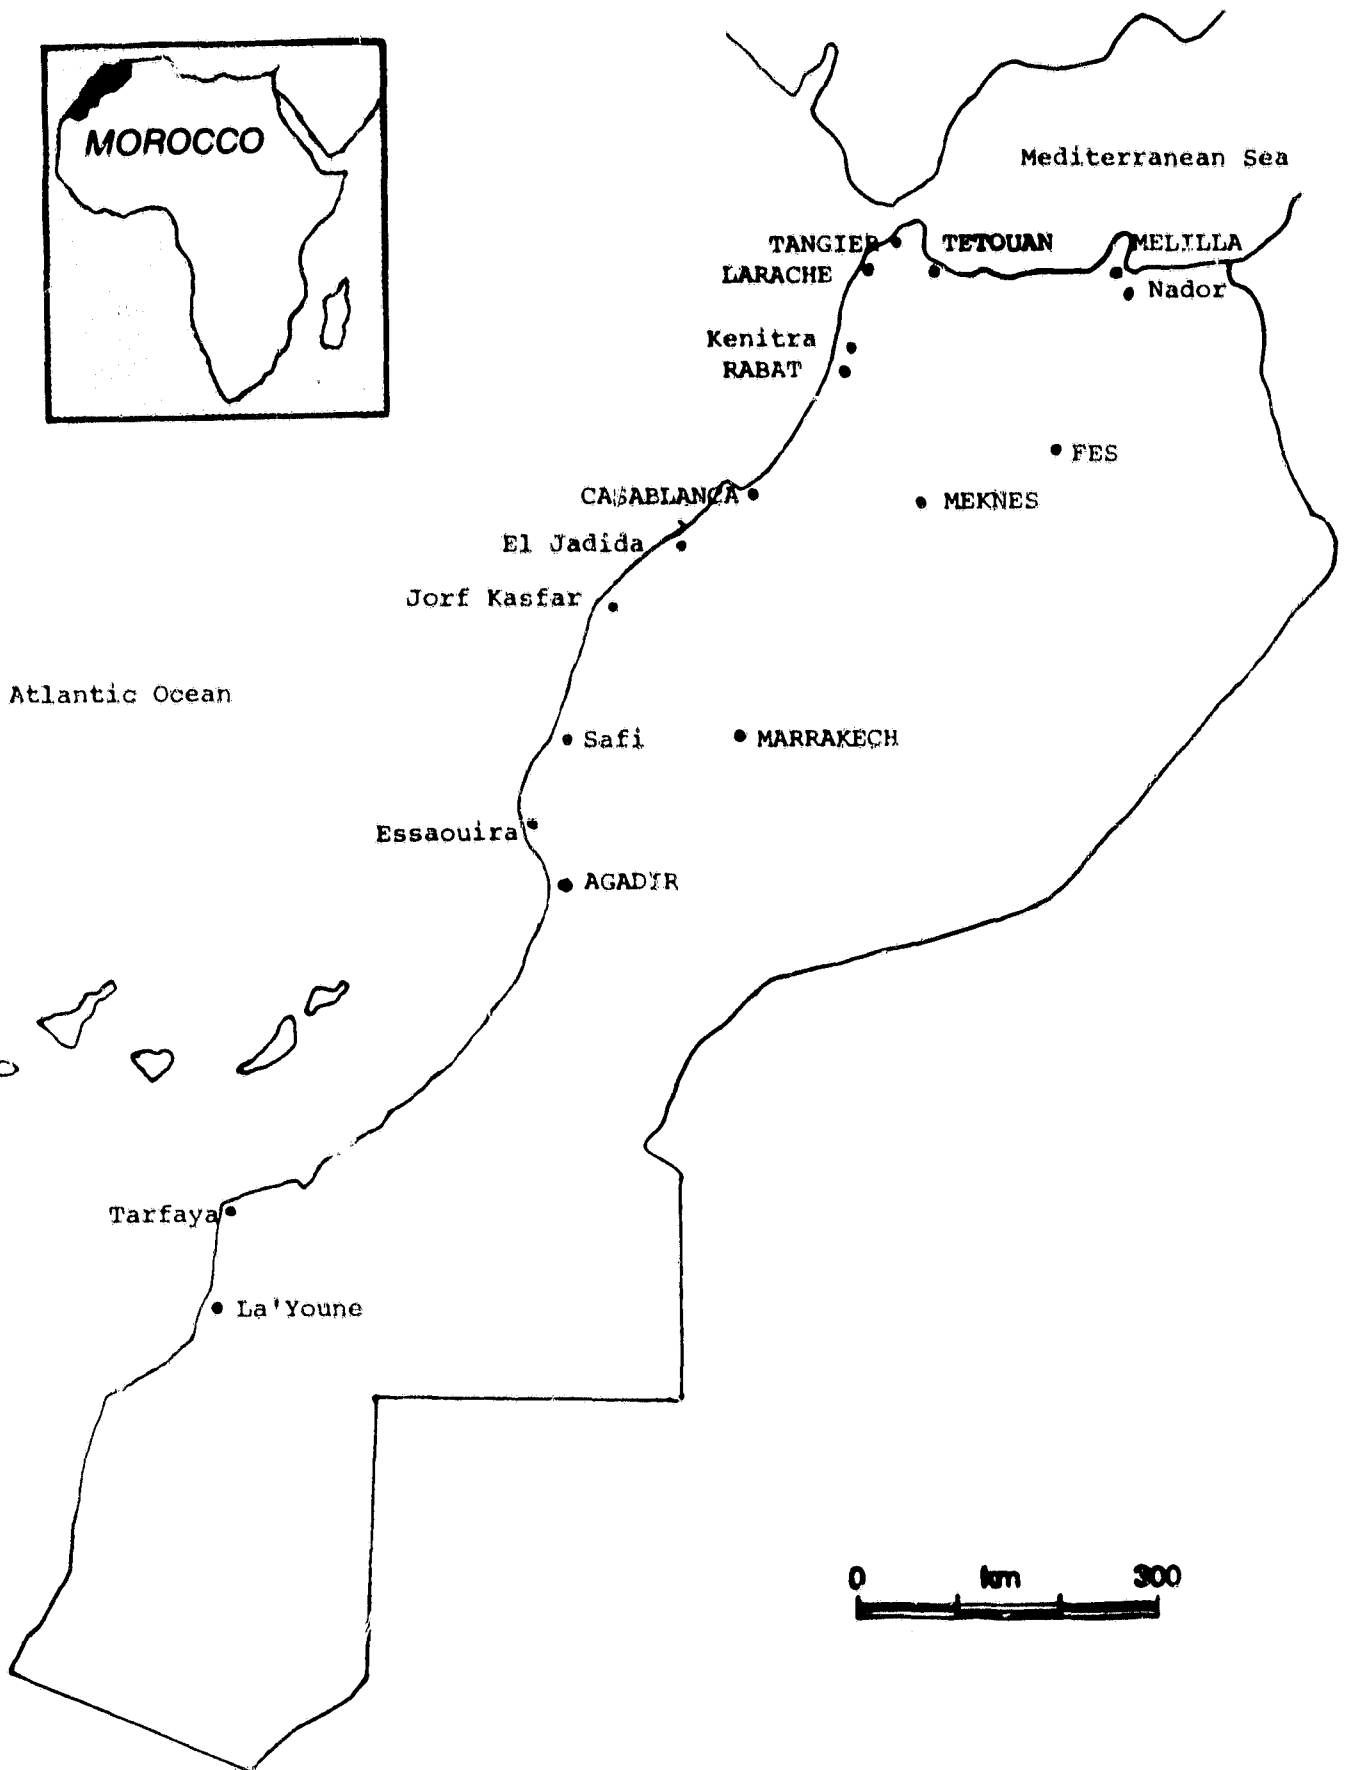 MOROCCO
Mediterranean Sea
TANGIER
TETOUAN
MELILLA
LARACHE
Nador
Kenitra
RABAT
FES
CASABLANCA
MEKNES
El Jadida
Jorf Kasfar
Atlantic Ocean
Safi
MARRAKECH
Essaouira
AGADIR
Tarfaya
La'Youne
0 km 300